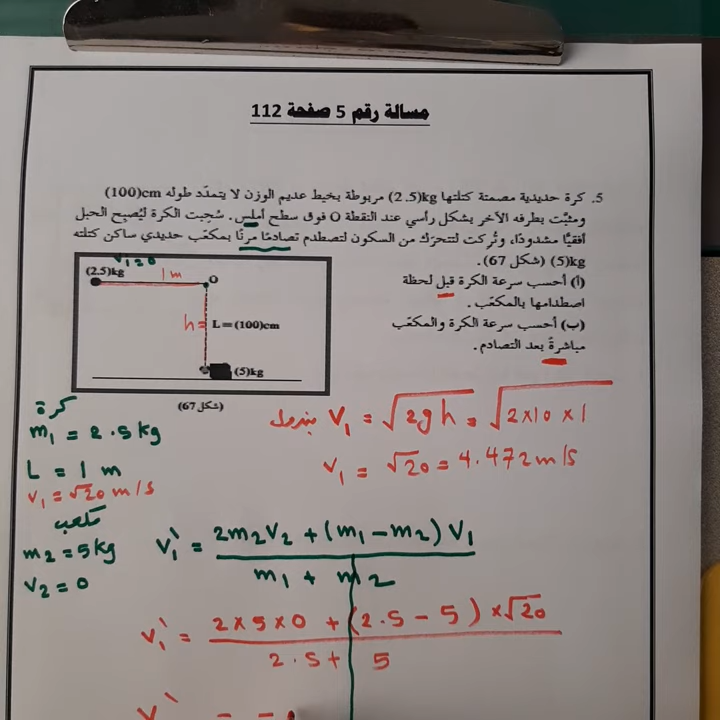 مسالة رقم 5 صفحة 112
5. كرة حديدية مصمتة كتلتها kg(2.5) مربوطة بخيط عديم الوزن لا يتمدّد طوله cm(100)
ومثبَّت بطرفه الآخر بشكل رأسي عند النقطة O فوق سطح أملس. سُحبت الكرة ليُصبح الحبل
أفقيًّا مشدودًا، وتُركت لتتحرّك من السكون لتصطدم تصادمًا مرنًا بمكعّب حديدي ساكن كتلته
kg(5) (شكل 67).
(أ) أحسب سرعة الكرة قبل لحظة
اصطدامها بالمكعّب.
(ب) أحسب سرعة الكرة والمكعّب
مباشرةً بعد التصادم.
V₁=0
(2.5)kg
1 m
O
h=
L=(100)cm
(5)kg
(شكل 67)
بندول V₁ = √2gh = √2×10×1
V₁ = √20 = 4.472 m/s
كرة
m₁ = 2.5 kg
L = 1 m
V₁ = √20 m/s
مكعب
m₂ = 5 kg
V₂ = 0
V₁` = 2m₂V₂ + (m₁ - m₂) V₁
m₁ + m₂
V₁` = 2×5×0 + (2.5 - 5) × √20
2.5 + 5
V` = -